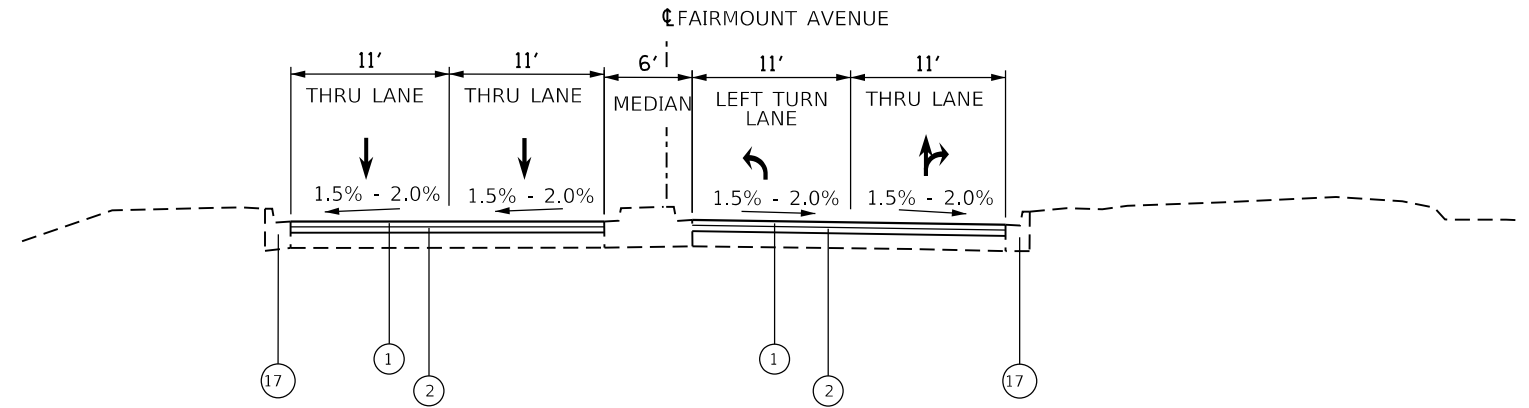 ℄ FAIRMOUNT AVENUE
11' 11' 6' 11' 11'
THRU LANE THRU LANE MEDIAN LEFT TURN LANE THRU LANE
1.5% - 2.0% 1.5% - 2.0% 1.5% - 2.0% 1.5% - 2.0%
1 1
17 2 2 17